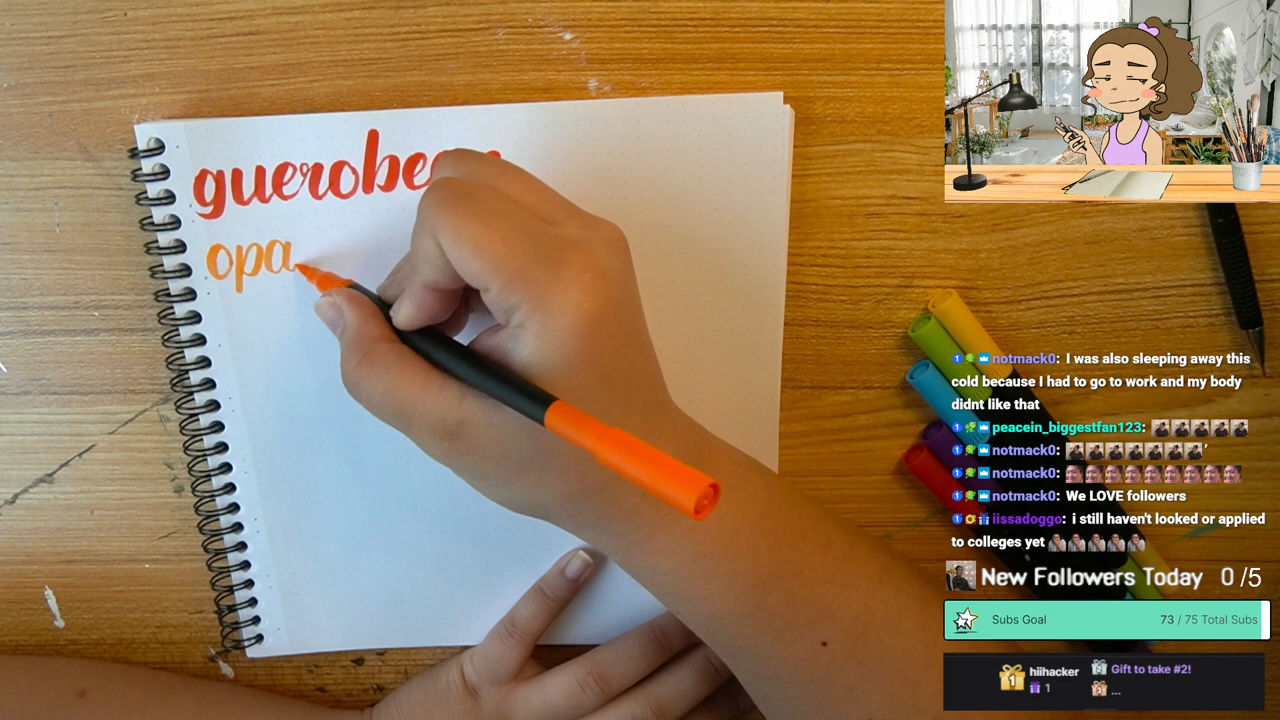 guerobe
opa
notmack0: I was also sleeping away this
cold because I had to go to work and my body
didnt like that
peacein_biggestfan123:
notmack0: '
notmack0:
notmack0: We LOVE followers
iissadoggo: i still haven't looked or applied
to colleges yet
New Followers Today 0 /5
Subs Goal 73 / 75 Total Subs
1 hiihacker 1
Gift to take #2!
...